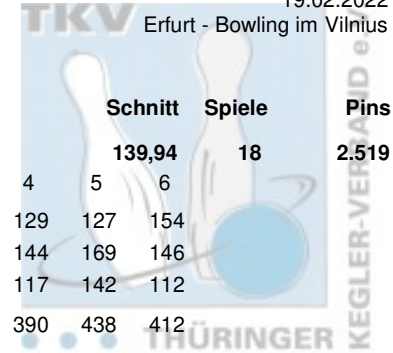 19.02.2022
TKV
Erfurt - Bowling im Vilnius
Schnitt Spiele Pins
139,94 18 2.519
4 5 6
129 127 154
144 169 146
117 142 112
390 438 412
THÜRINGER
KEGLER-VERBAND e.V.